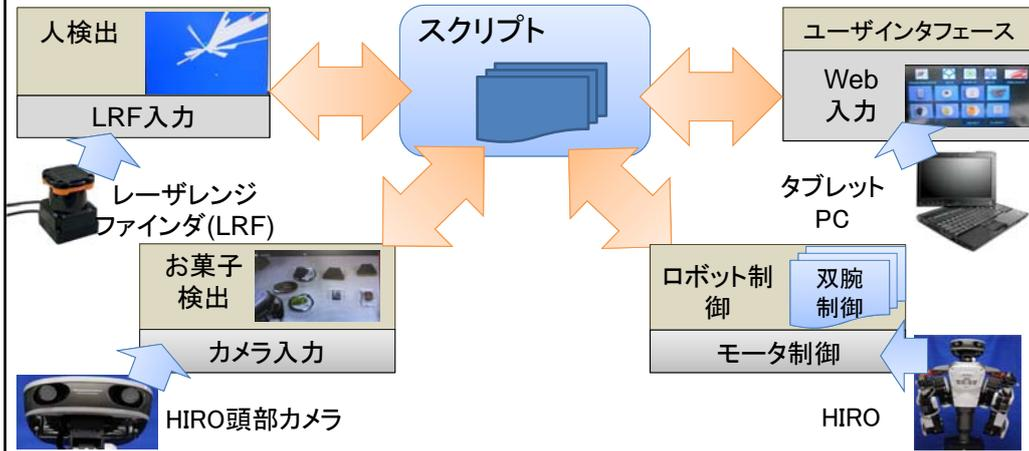 人検出
スクリプト
ユーザインタフェース
LRF入力
Web
入力
レーザレンジ
ファインダ(LRF)
タブレット
PC
お菓子
検出
カメラ入力
ロボット制
御
双腕
制御
モータ制御
HIRO頭部カメラ
HIRO